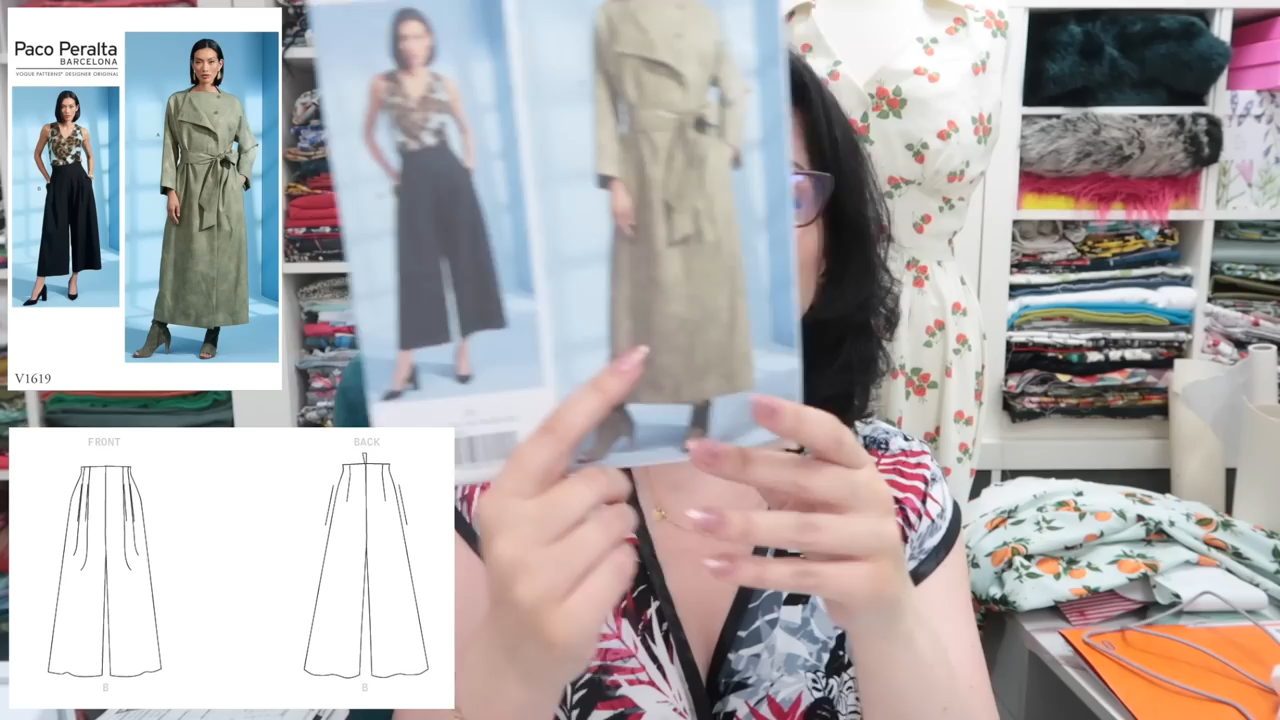 Paco Peralta
BARCELONA
VOGUE PATTERNS® DESIGNER ORIGINAL
A
B
V1619
FRONT
BACK
B
B